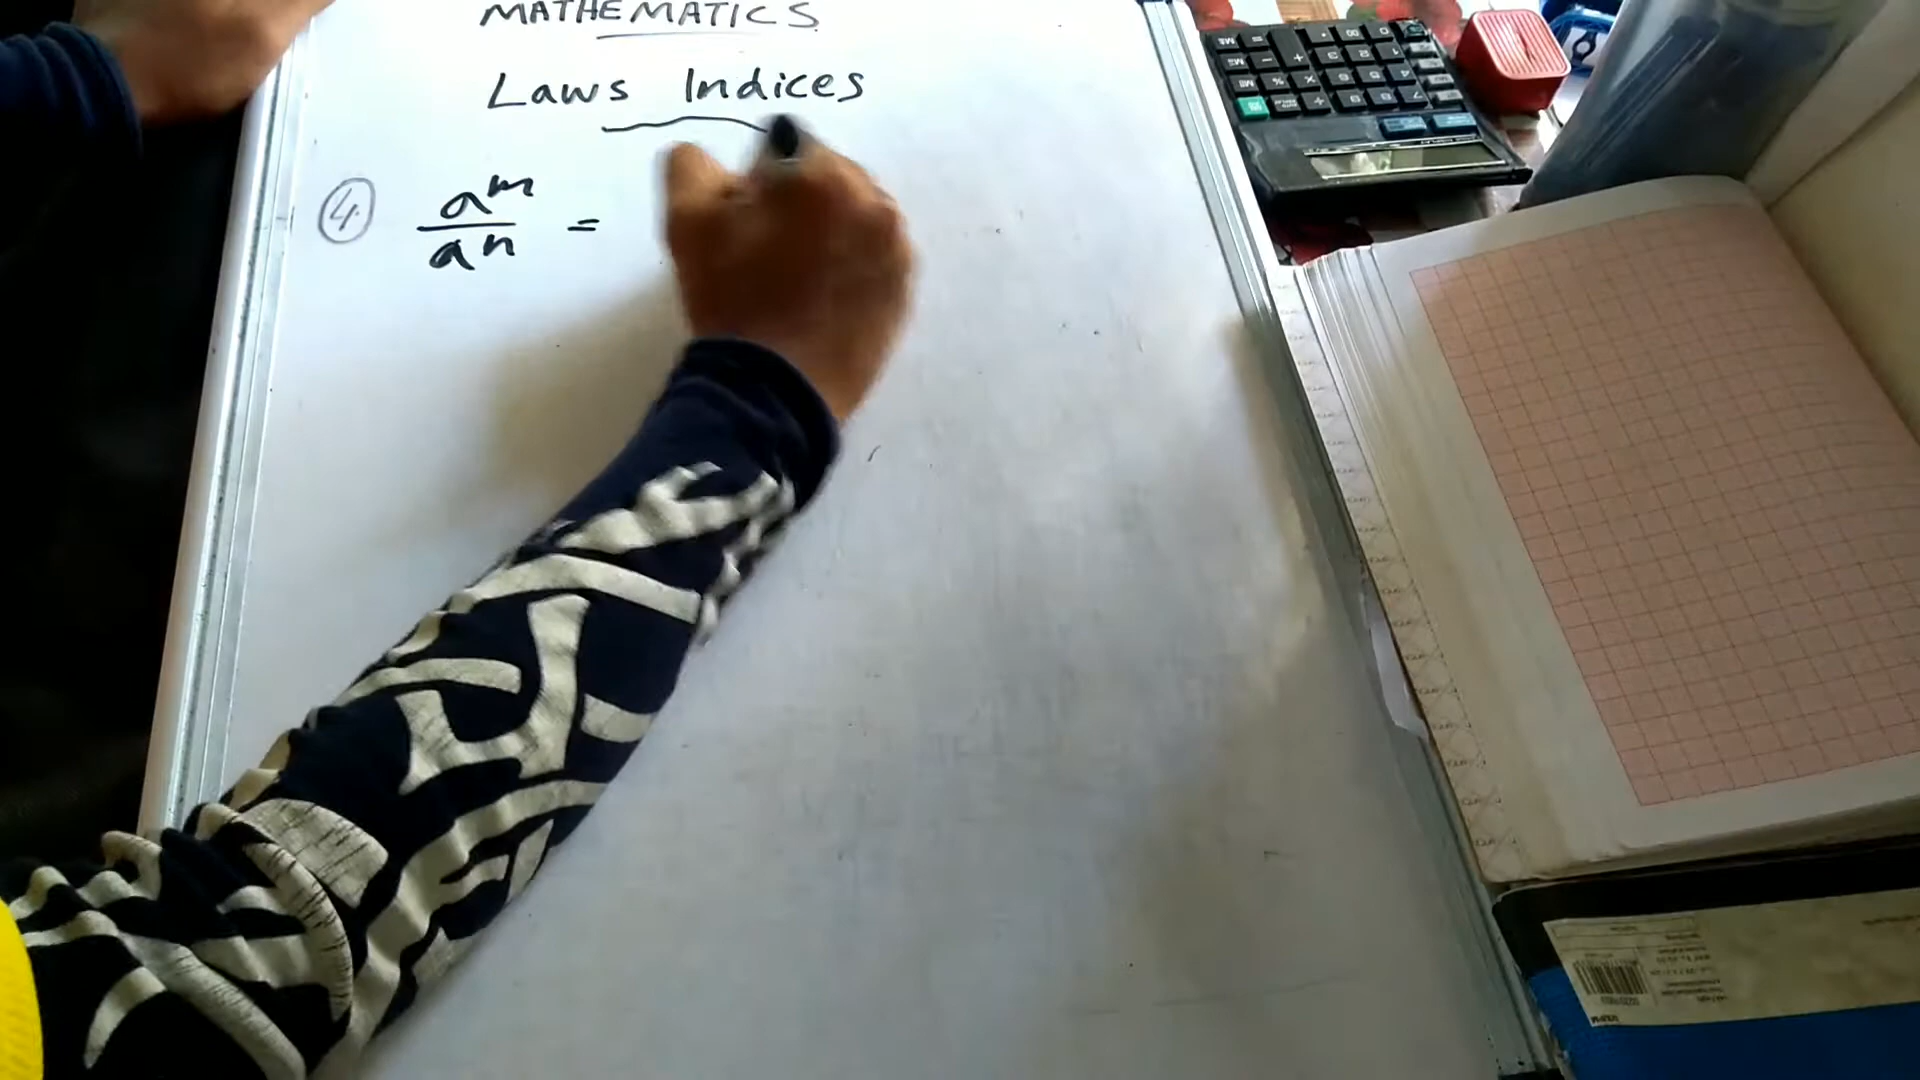 MATHEMATICS
Laws Indices
④ a^m/a^n =